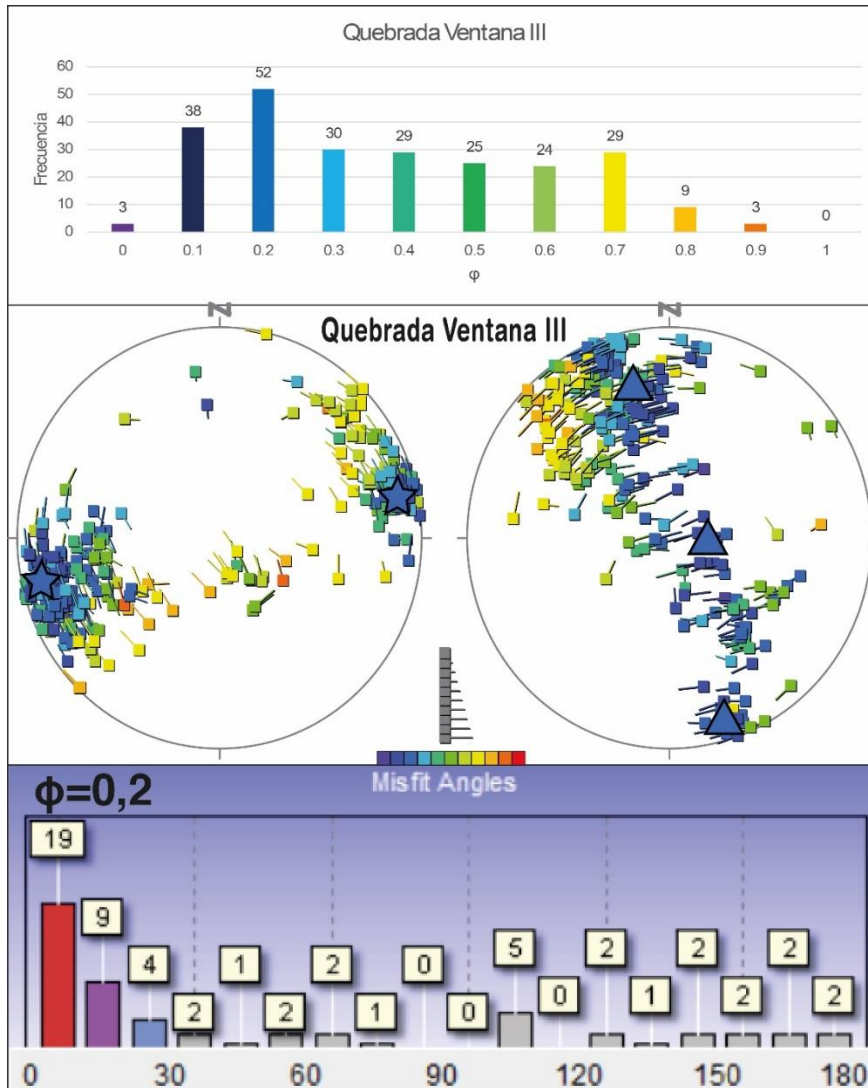 Quebrada Ventana III
60
50
40
30
20
10
0
Frecuencia
3
38
52
30
29
25
24
29
9
3
0
0 0.1 0.2 0.3 0.4 0.5 0.6 0.7 0.8 0.9 1
φ
N N
Quebrada Ventana III
ϕ=0,2
Misfit Angles
19 9 4 2 1 2 2 1 0 0 5 0 2 1 2 2 2 2
0 30 60 90 120 150 180